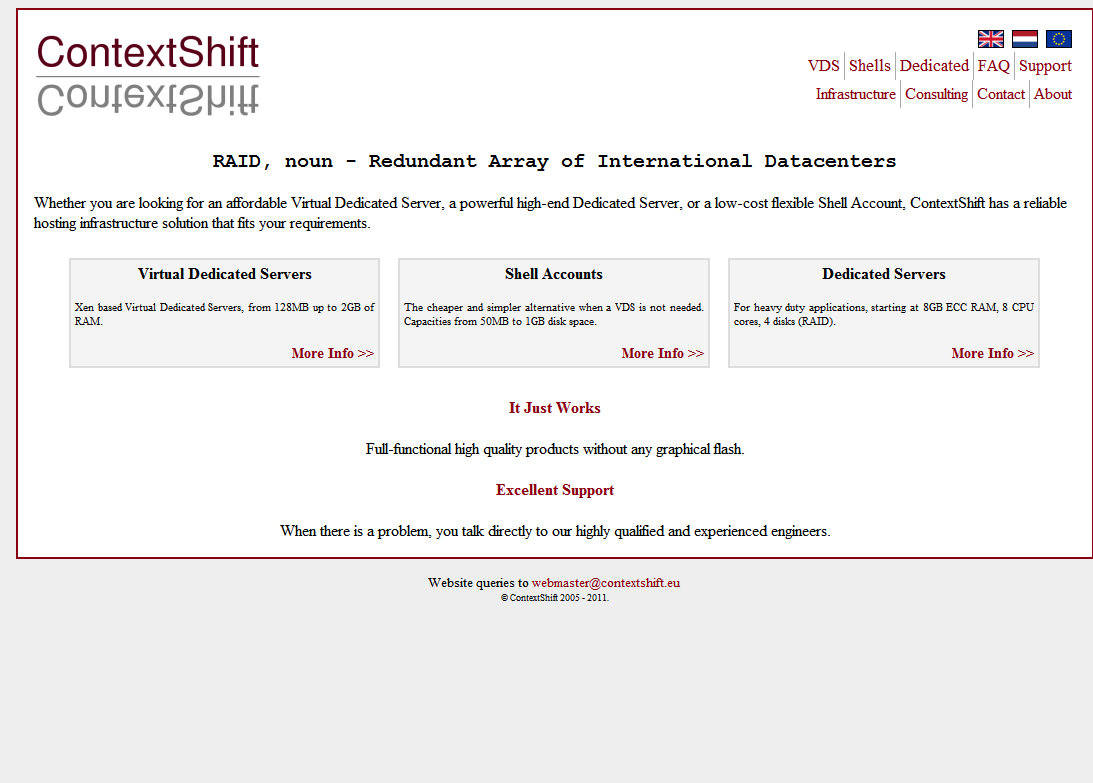 ContextShift
VDS Shells Dedicated FAQ Support
Infrastructure Consulting Contact About
RAID, noun - Redundant Array of International Datacenters
Whether you are looking for an affordable Virtual Dedicated Server, a powerful high-end Dedicated Server, or a low-cost flexible Shell Account, ContextShift has a reliable
hosting infrastructure solution that fits your requirements.
Virtual Dedicated Servers
Xen based Virtual Dedicated Servers, from 128MB up to 2GB of
RAM.
More Info >>
Shell Accounts
The cheaper and simpler alternative when a VDS is not needed.
Capacities from 50MB to 1GB disk space.
More Info >>
Dedicated Servers
For heavy duty applications, starting at 8GB ECC RAM, 8 CPU
cores, 4 disks (RAID).
More Info >>
It Just Works
Full-functional high quality products without any graphical flash.
Excellent Support
When there is a problem, you talk directly to our highly qualified and experienced engineers.
Website queries to webmaster@contextshift.eu
© ContextShift 2005 - 2011.